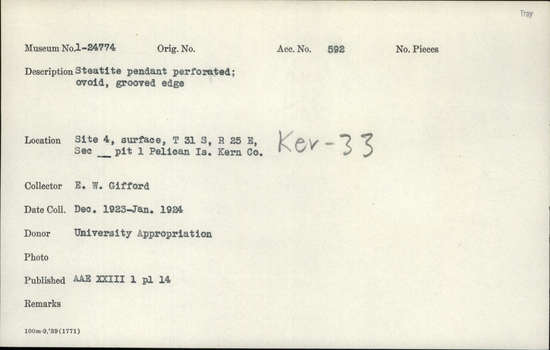 Tray
Museum No. 1-24774 Orig. No. Acc. No. 592 No. Pieces
Description Steatite pendant perforated;
ovoid, grooved edge
Location Site 4, surface, T 31 S, R 25 E,
Sec __ pit 1 Pelican Is. Kern Co. Ker-33
Collector E. W. Gifford
Date Coll. Dec. 1923-Jan. 1924
Donor University Appropriation
Photo
Published AAE XXIII 1 pl 14
Remarks
100m-9,'39(1771)